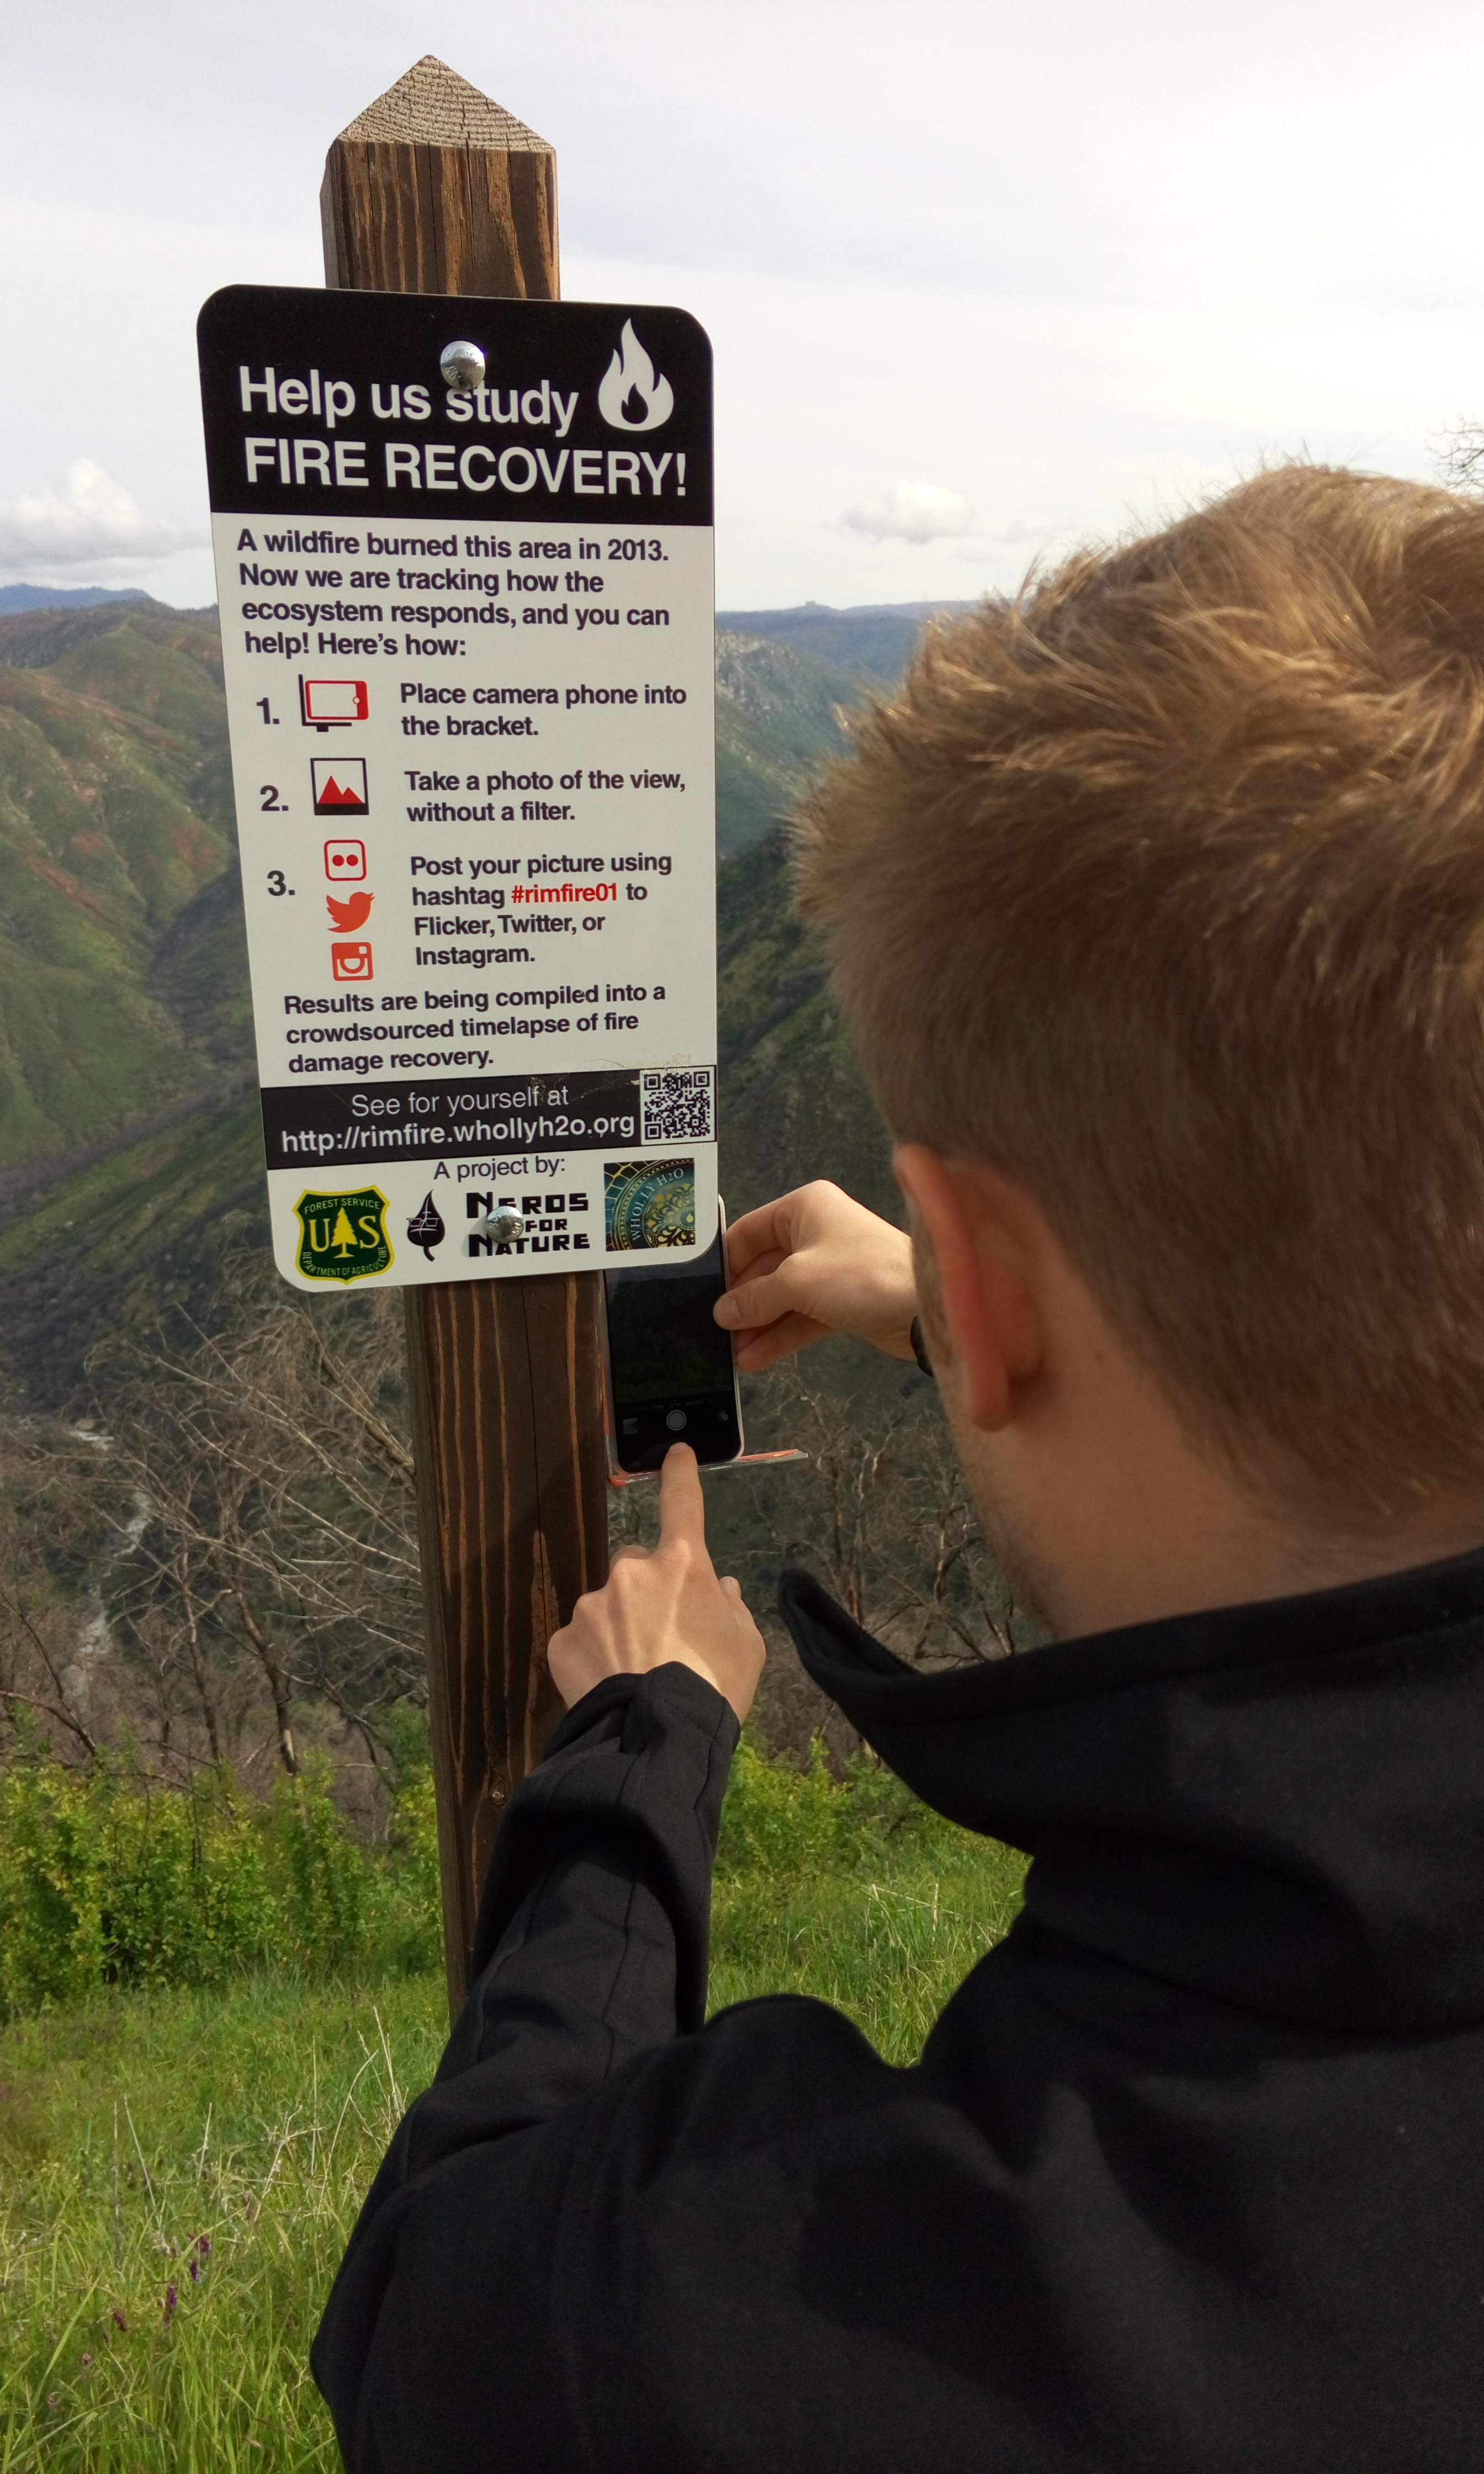 Help us study
FIRE RECOVERY!
A wildfire burned this area in 2013.
Now we are tracking how the
ecosystem responds, and you can
help! Here's how:
1. Place camera phone into
the bracket.
2. Take a photo of the view,
without a filter.
3. Post your picture using
hashtag #rimfire01 to
Flicker, Twitter, or
Instagram.
Results are being compiled into a
crowdsourced timelapse of fire
damage recovery.
See for yourself at
http://rimfire.whollyh2o.org
A project by:
FOREST SERVICE
U S
DEPARTMENT OF AGRICULTURE
NERDS
FOR
NATURE
WHOLLY H2O